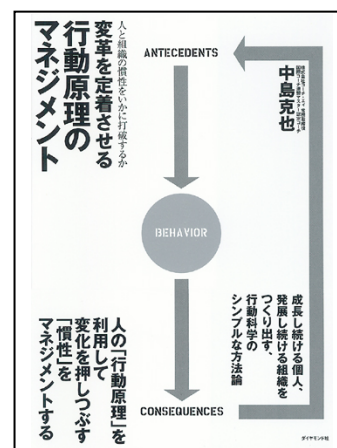 人と組織の慣性をいかに打破するか
変革を定着させる
行動原理の
マネジメント
ANTECEDENTS
中島克也
BEHAVIOR
成長し続ける個人、
発展し続ける組織を
つくり出す、
行動科学の
シンプルな方法論
人の「行動原理」を
利用して
変化を押しつぶす
「慣性」を
マネジメントする
CONSEQUENCES
ダイヤモンド社